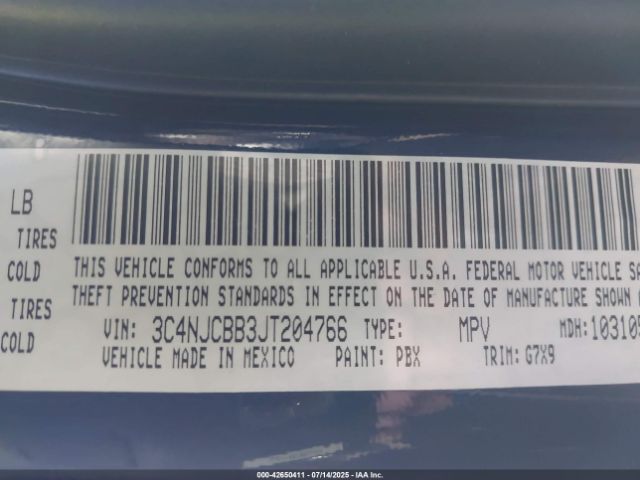 LB
TIRES
COLD
TIRES
COLD
THIS VEHICLE CONFORMS TO ALL APPLICABLE U.S.A. FEDERAL MOTOR VEHICLE SA
THEFT PREVENTION STANDARDS IN EFFECT ON THE DATE OF MANUFACTURE SHOWN
VIN: 3C4NJCBB3JT204766 TYPE: MPV MDH:103105
VEHICLE MADE IN MEXICO PAINT: PBX TRIM: G7X9
000-42650411 - 07/14/2025 - IAA Inc.